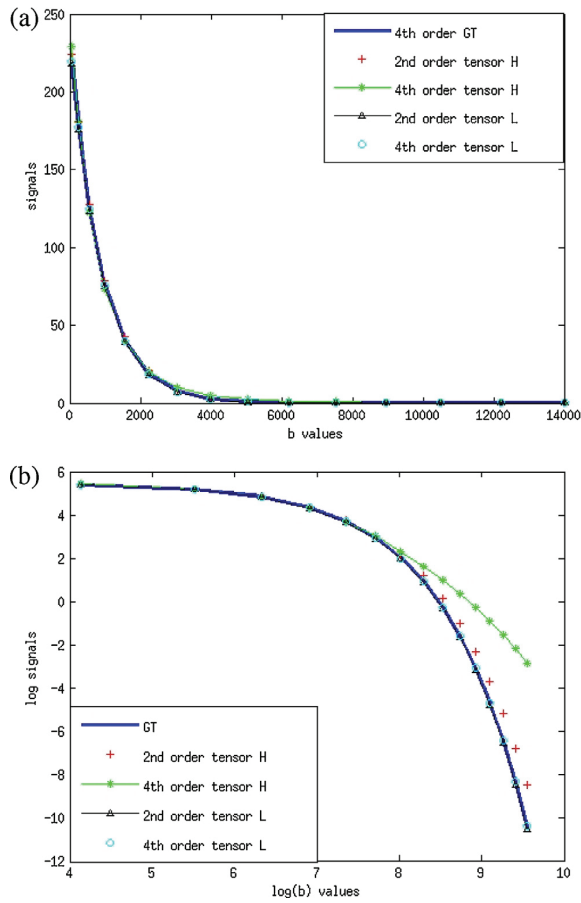 (a)
250
200
150
100
50
0
signals
0 2000 4000 6000 8000 10000 12000 14000
b values
4th order GT
2nd order tensor H
4th order tensor H
2nd order tensor L
4th order tensor L
(b)
6
4
2
0
-2
-4
-6
-8
-10
-12
log signals
4 5 6 7 8 9 10
log(b) values
GT
2nd order tensor H
4th order tensor H
2nd order tensor L
4th order tensor L